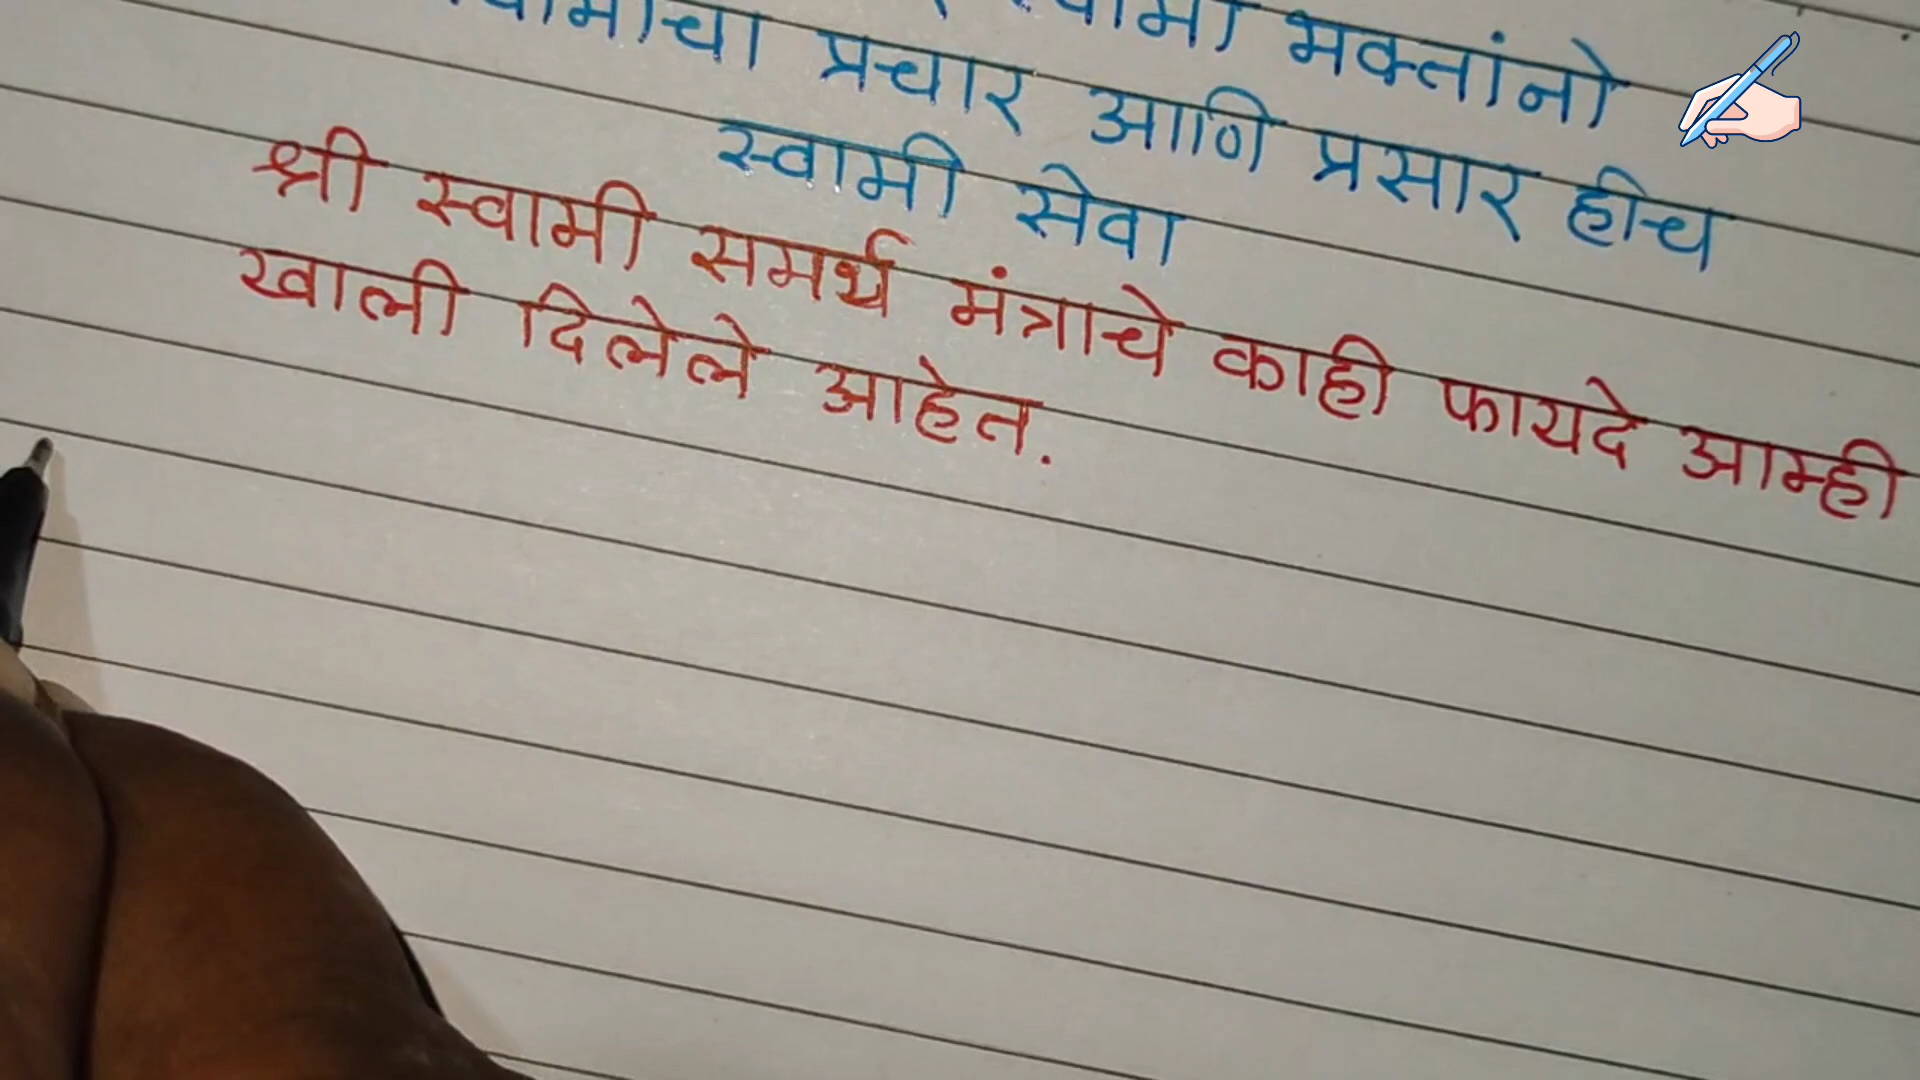 स्वामी भक्तांनो
स्वामींचा प्रचार आणि प्रसार हीच
स्वामी सेवा
श्री स्वामी समर्थ मंत्राचे काही फायदे आम्ही
खाली दिलेले आहेत.